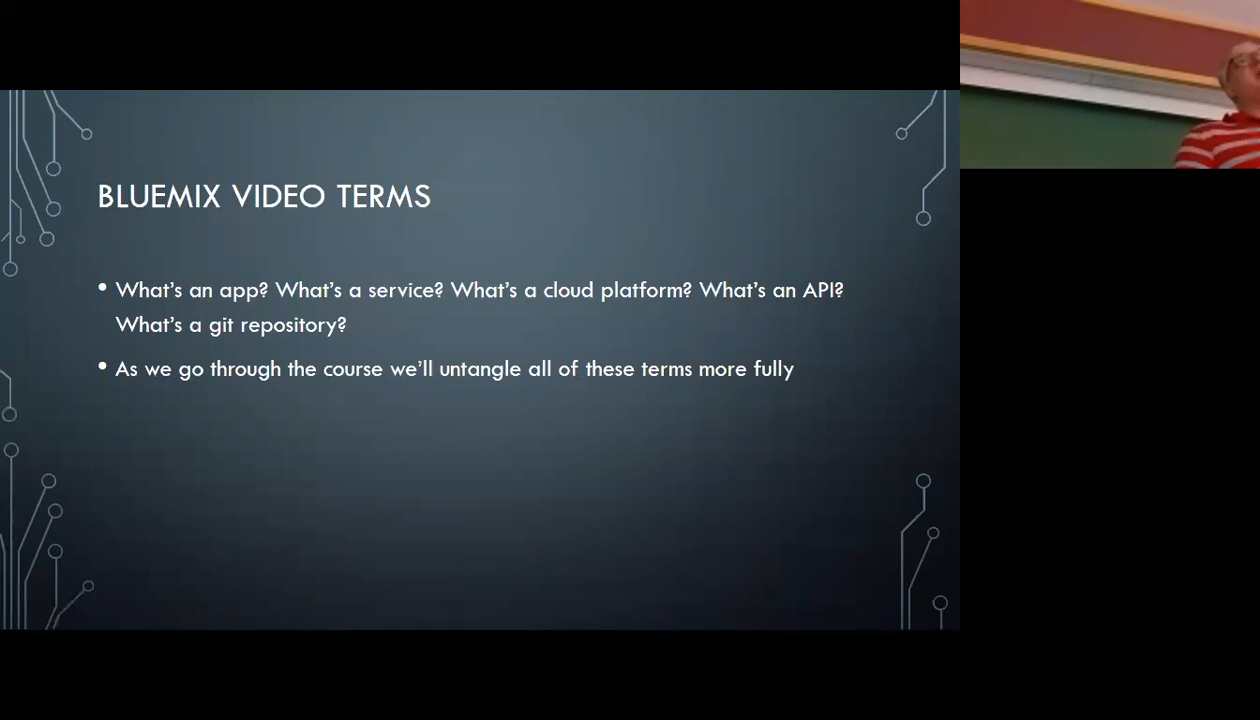 BLUEMIX VIDEO TERMS
• What's an app? What's a service? What's a cloud platform? What's an API?
What's a git repository?
• As we go through the course we'll untangle all of these terms more fully